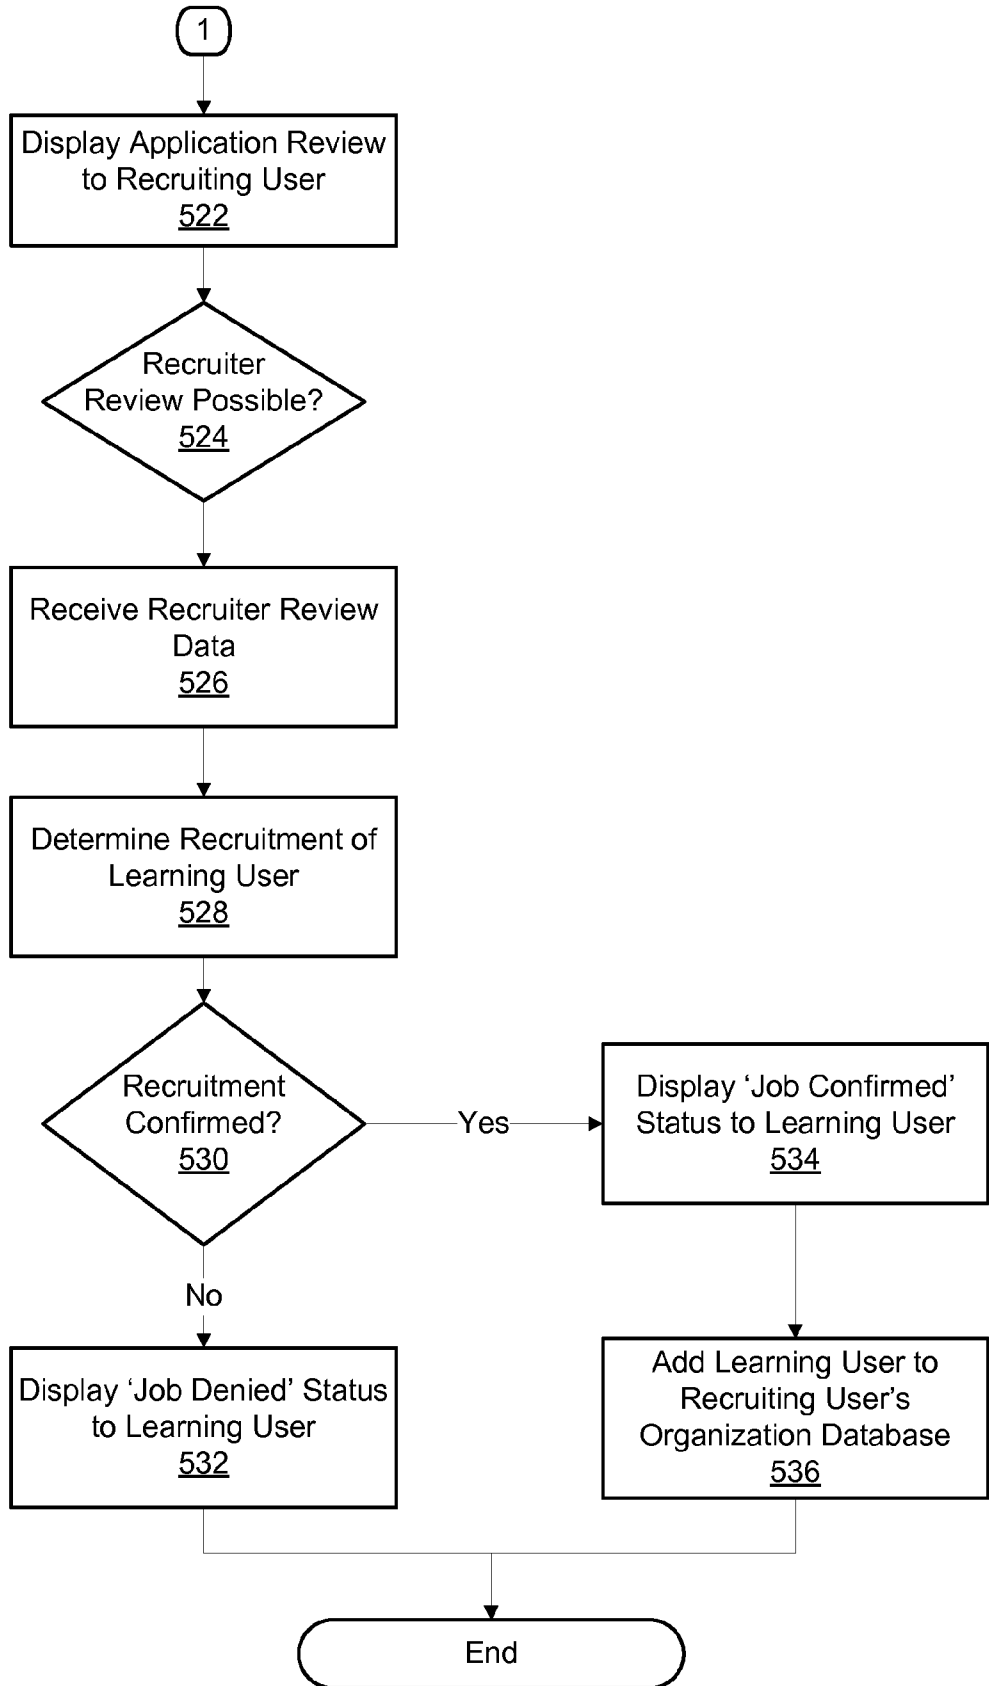 1
Display Application Review
to Recruiting User
522
Recruiter
Review Possible?
524
Receive Recruiter Review
Data
526
Determine Recruitment of
Learning User
528
Recruitment
Confirmed?
530
Yes
Display ‘Job Confirmed’
Status to Learning User
534
No
Display ‘Job Denied’ Status
to Learning User
532
Add Learning User to
Recruiting User’s
Organization Database
536
End